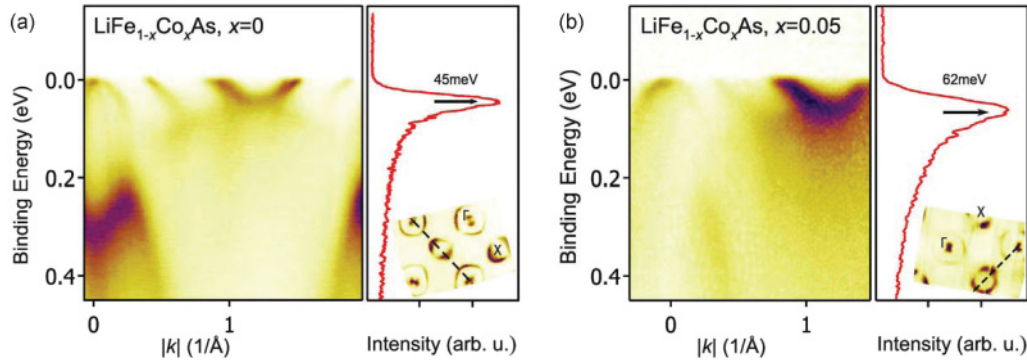 (a)
LiFe1-xCoxAs, x=0
45meV
0.0
0.2
0.4
Binding Energy (eV)
Γ
X
0
1
|k| (1/Å)
Intensity (arb. u.)
(b)
LiFe1-xCoxAs, x=0.05
62meV
0.0
0.2
0.4
Binding Energy (eV)
X
Γ
0
1
|k| (1/Å)
Intensity (arb. u.)